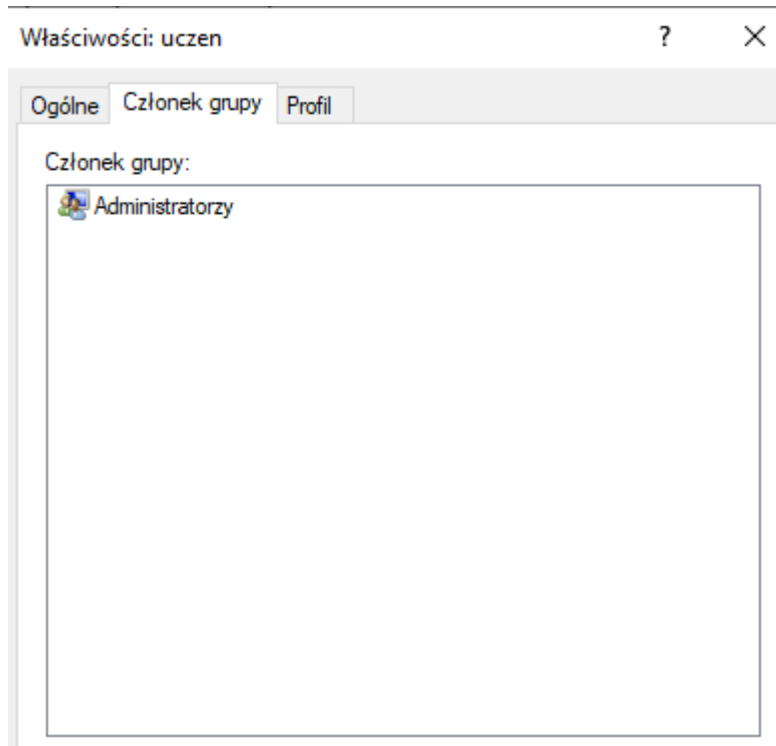 Właściwości: uczen ?
Ogólne Członek grupy Profil
Członek grupy:
Administratorzy